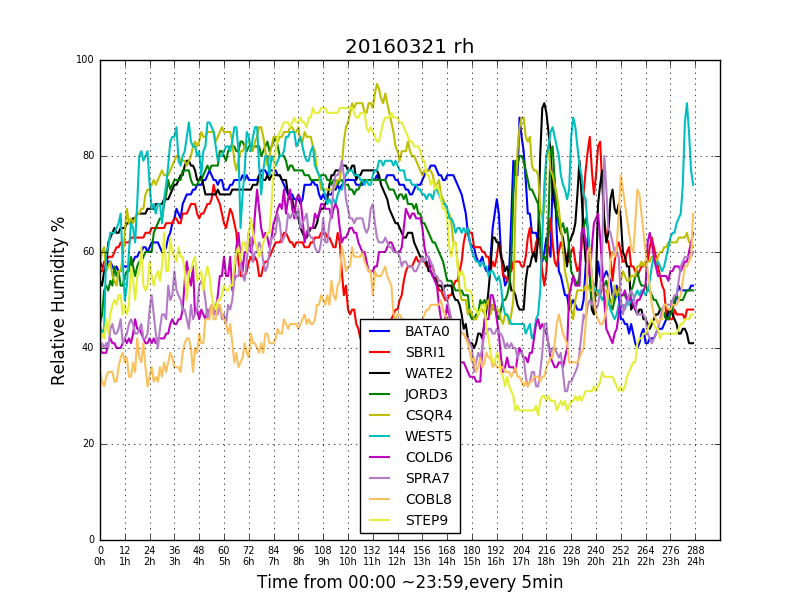 20160321 rh
Relative Humidity %
100
80
60
40
20
0
BATA0
SBRI1
WATE2
JORD3
CSQR4
WEST5
COLD6
SPRA7
COBL8
STEP9
0 12 24 36 48 60 72 84 96 108 120 132 144 156 168 180 192 204 216 228 240 252 264 276 288
0h 1h 2h 3h 4h 5h 6h 7h 8h 9h 10h 11h 12h 13h 14h 15h 16h 17h 18h 19h 20h 21h 22h 23h 24h
Time from 00:00 ~23:59,every 5min